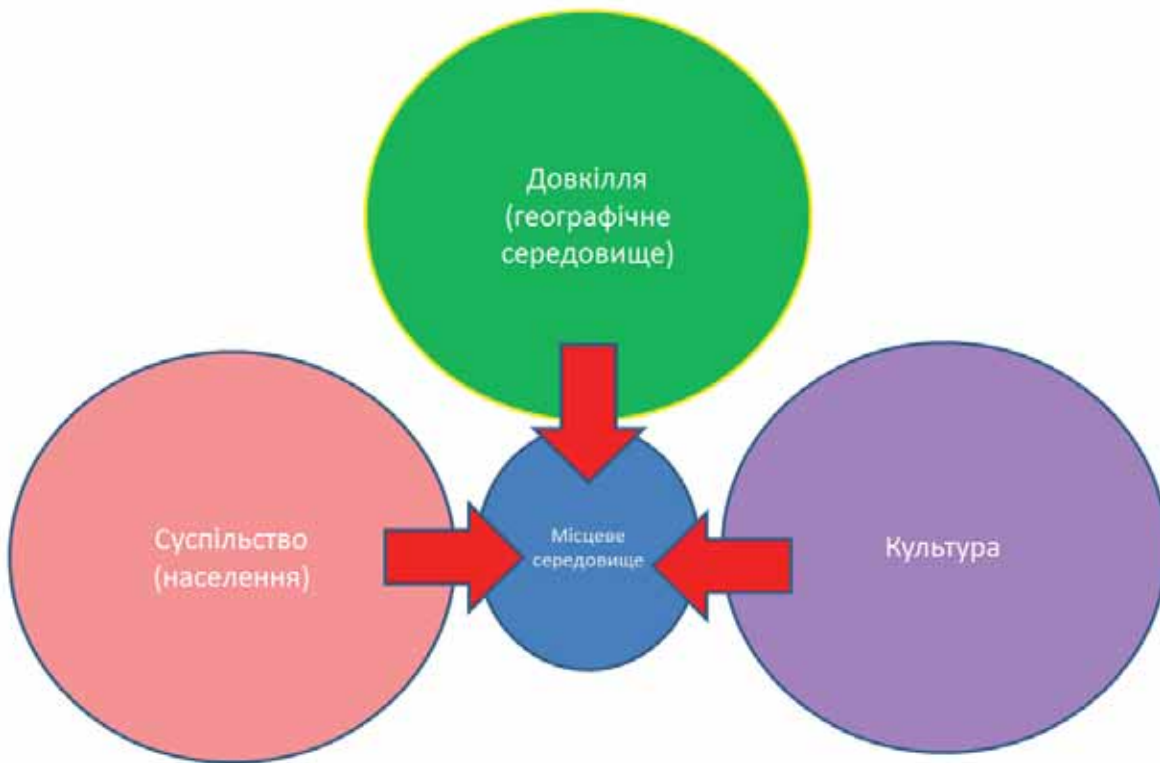 Довкілля
(географічне
середовище)
Суспільство
(населення)
Місцеве
середовище
Культура